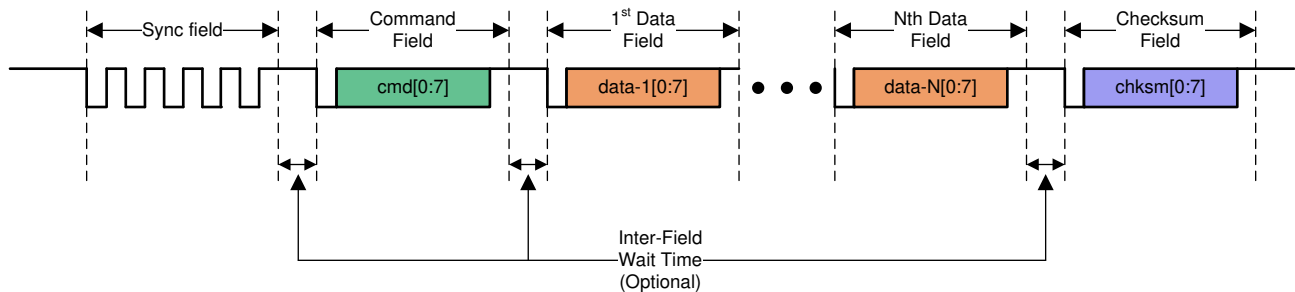 Sync field
Command
Field
1st Data
Field
Nth Data
Field
Checksum
Field
cmd[0:7]
data-1[0:7]
data-N[0:7]
chksm[0:7]
Inter-Field
Wait Time
(Optional)